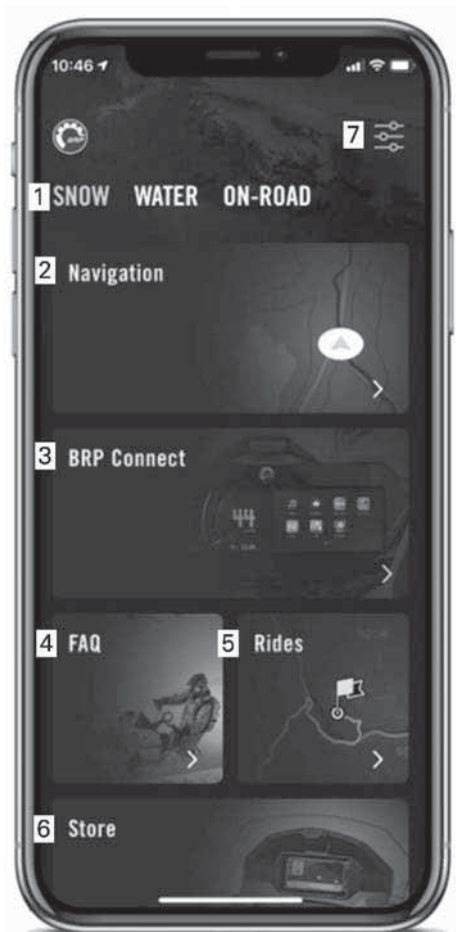 10:46
7
1 SNOW WATER ON-ROAD
2 Navigation
3 BRP Connect
4 FAQ
5 Rides
6 Store